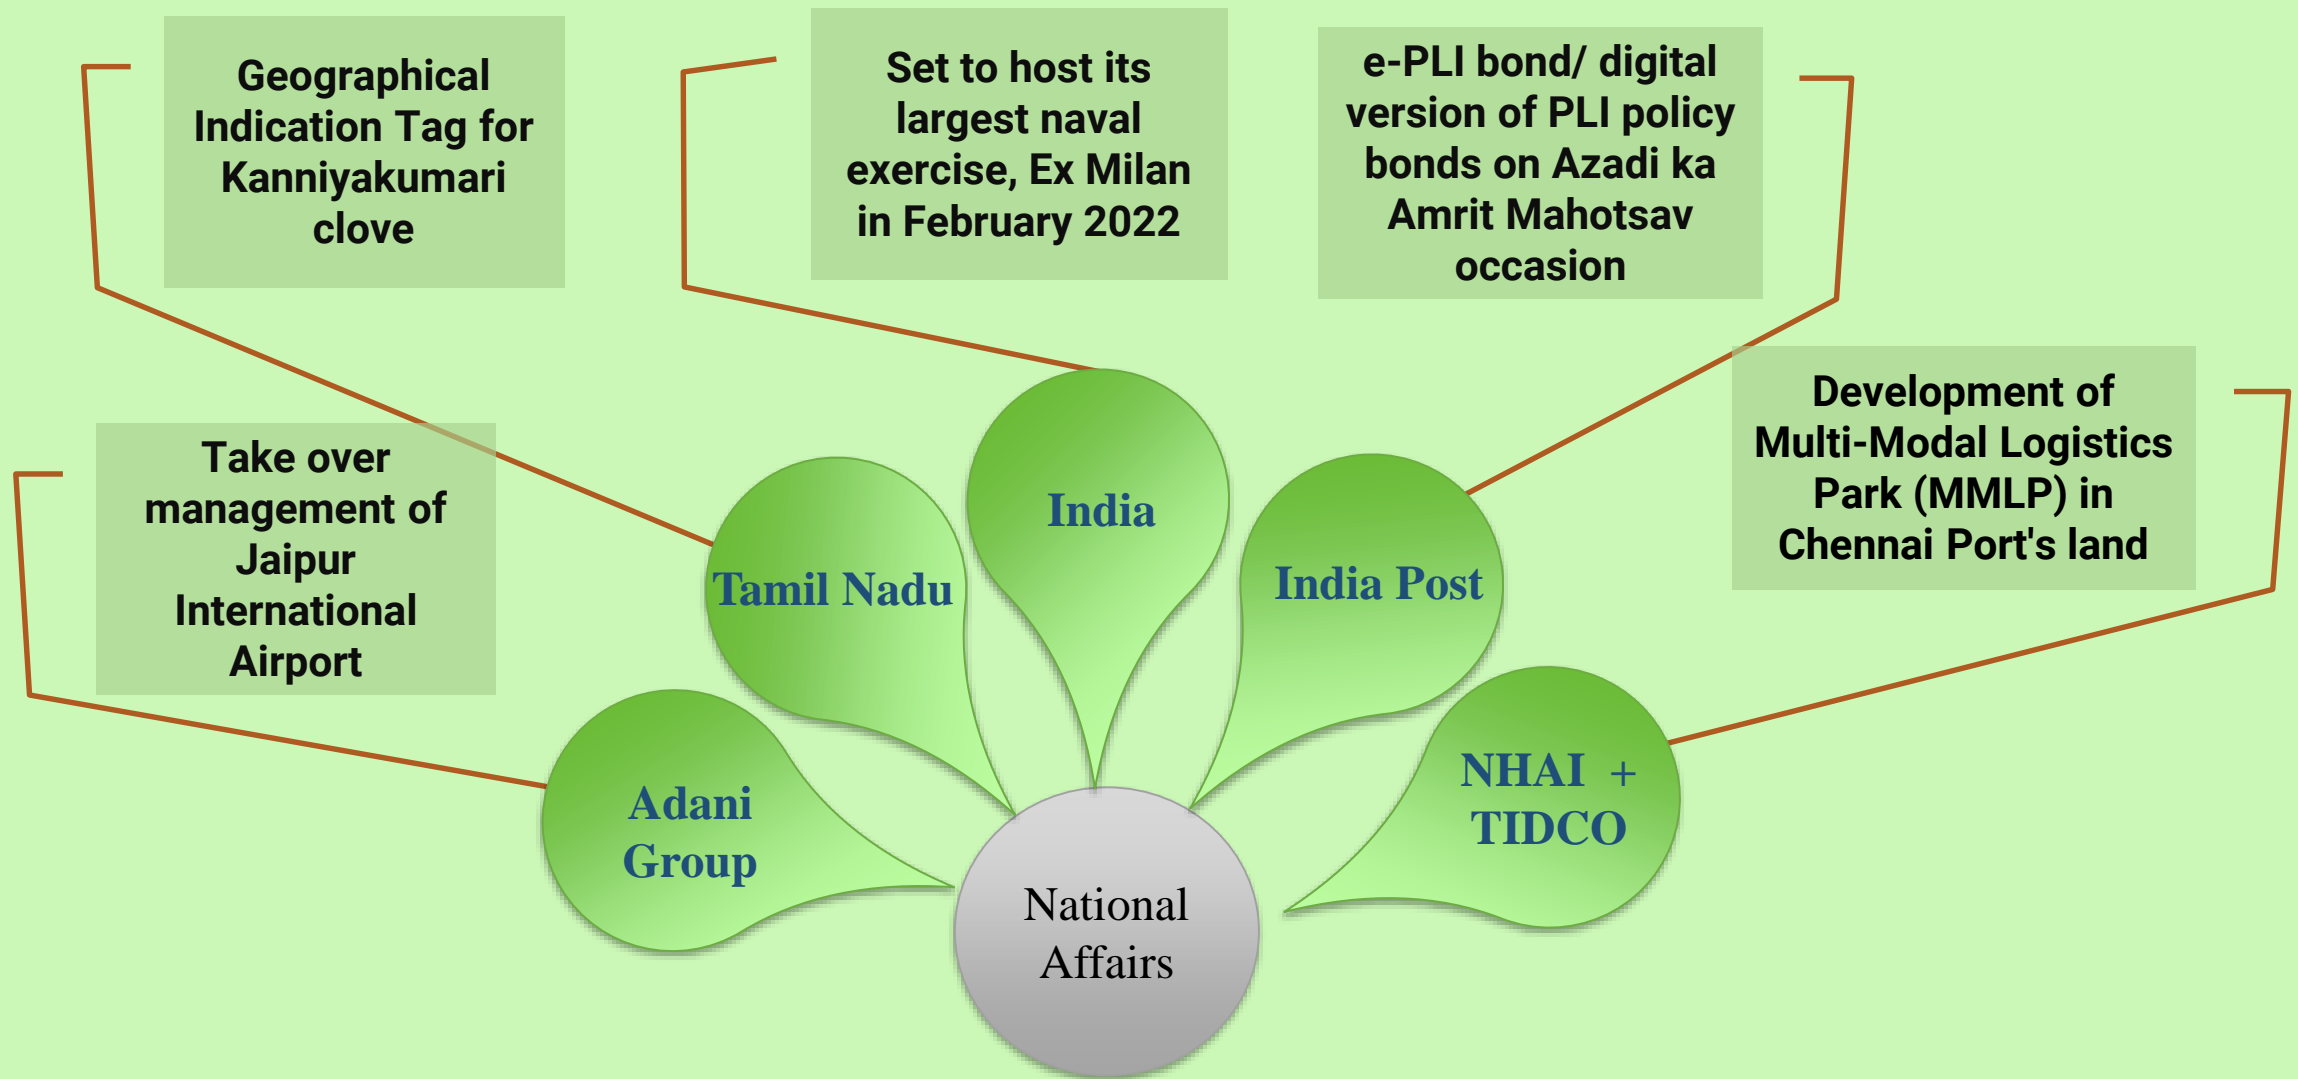 Geographical
Indication Tag for
Kanniyakumari
clove
Set to host its
largest naval
exercise, Ex Milan
in February 2022
e-PLI bond/ digital
version of PLI policy
bonds on Azadi ka
Amrit Mahotsav
occasion
Take over
management of
Jaipur
International
Airport
Development of
Multi-Modal Logistics
Park (MMLP) in
Chennai Port's land
Adani
Group
Tamil Nadu
India
India Post
NHAI +
TIDCO
National
Affairs